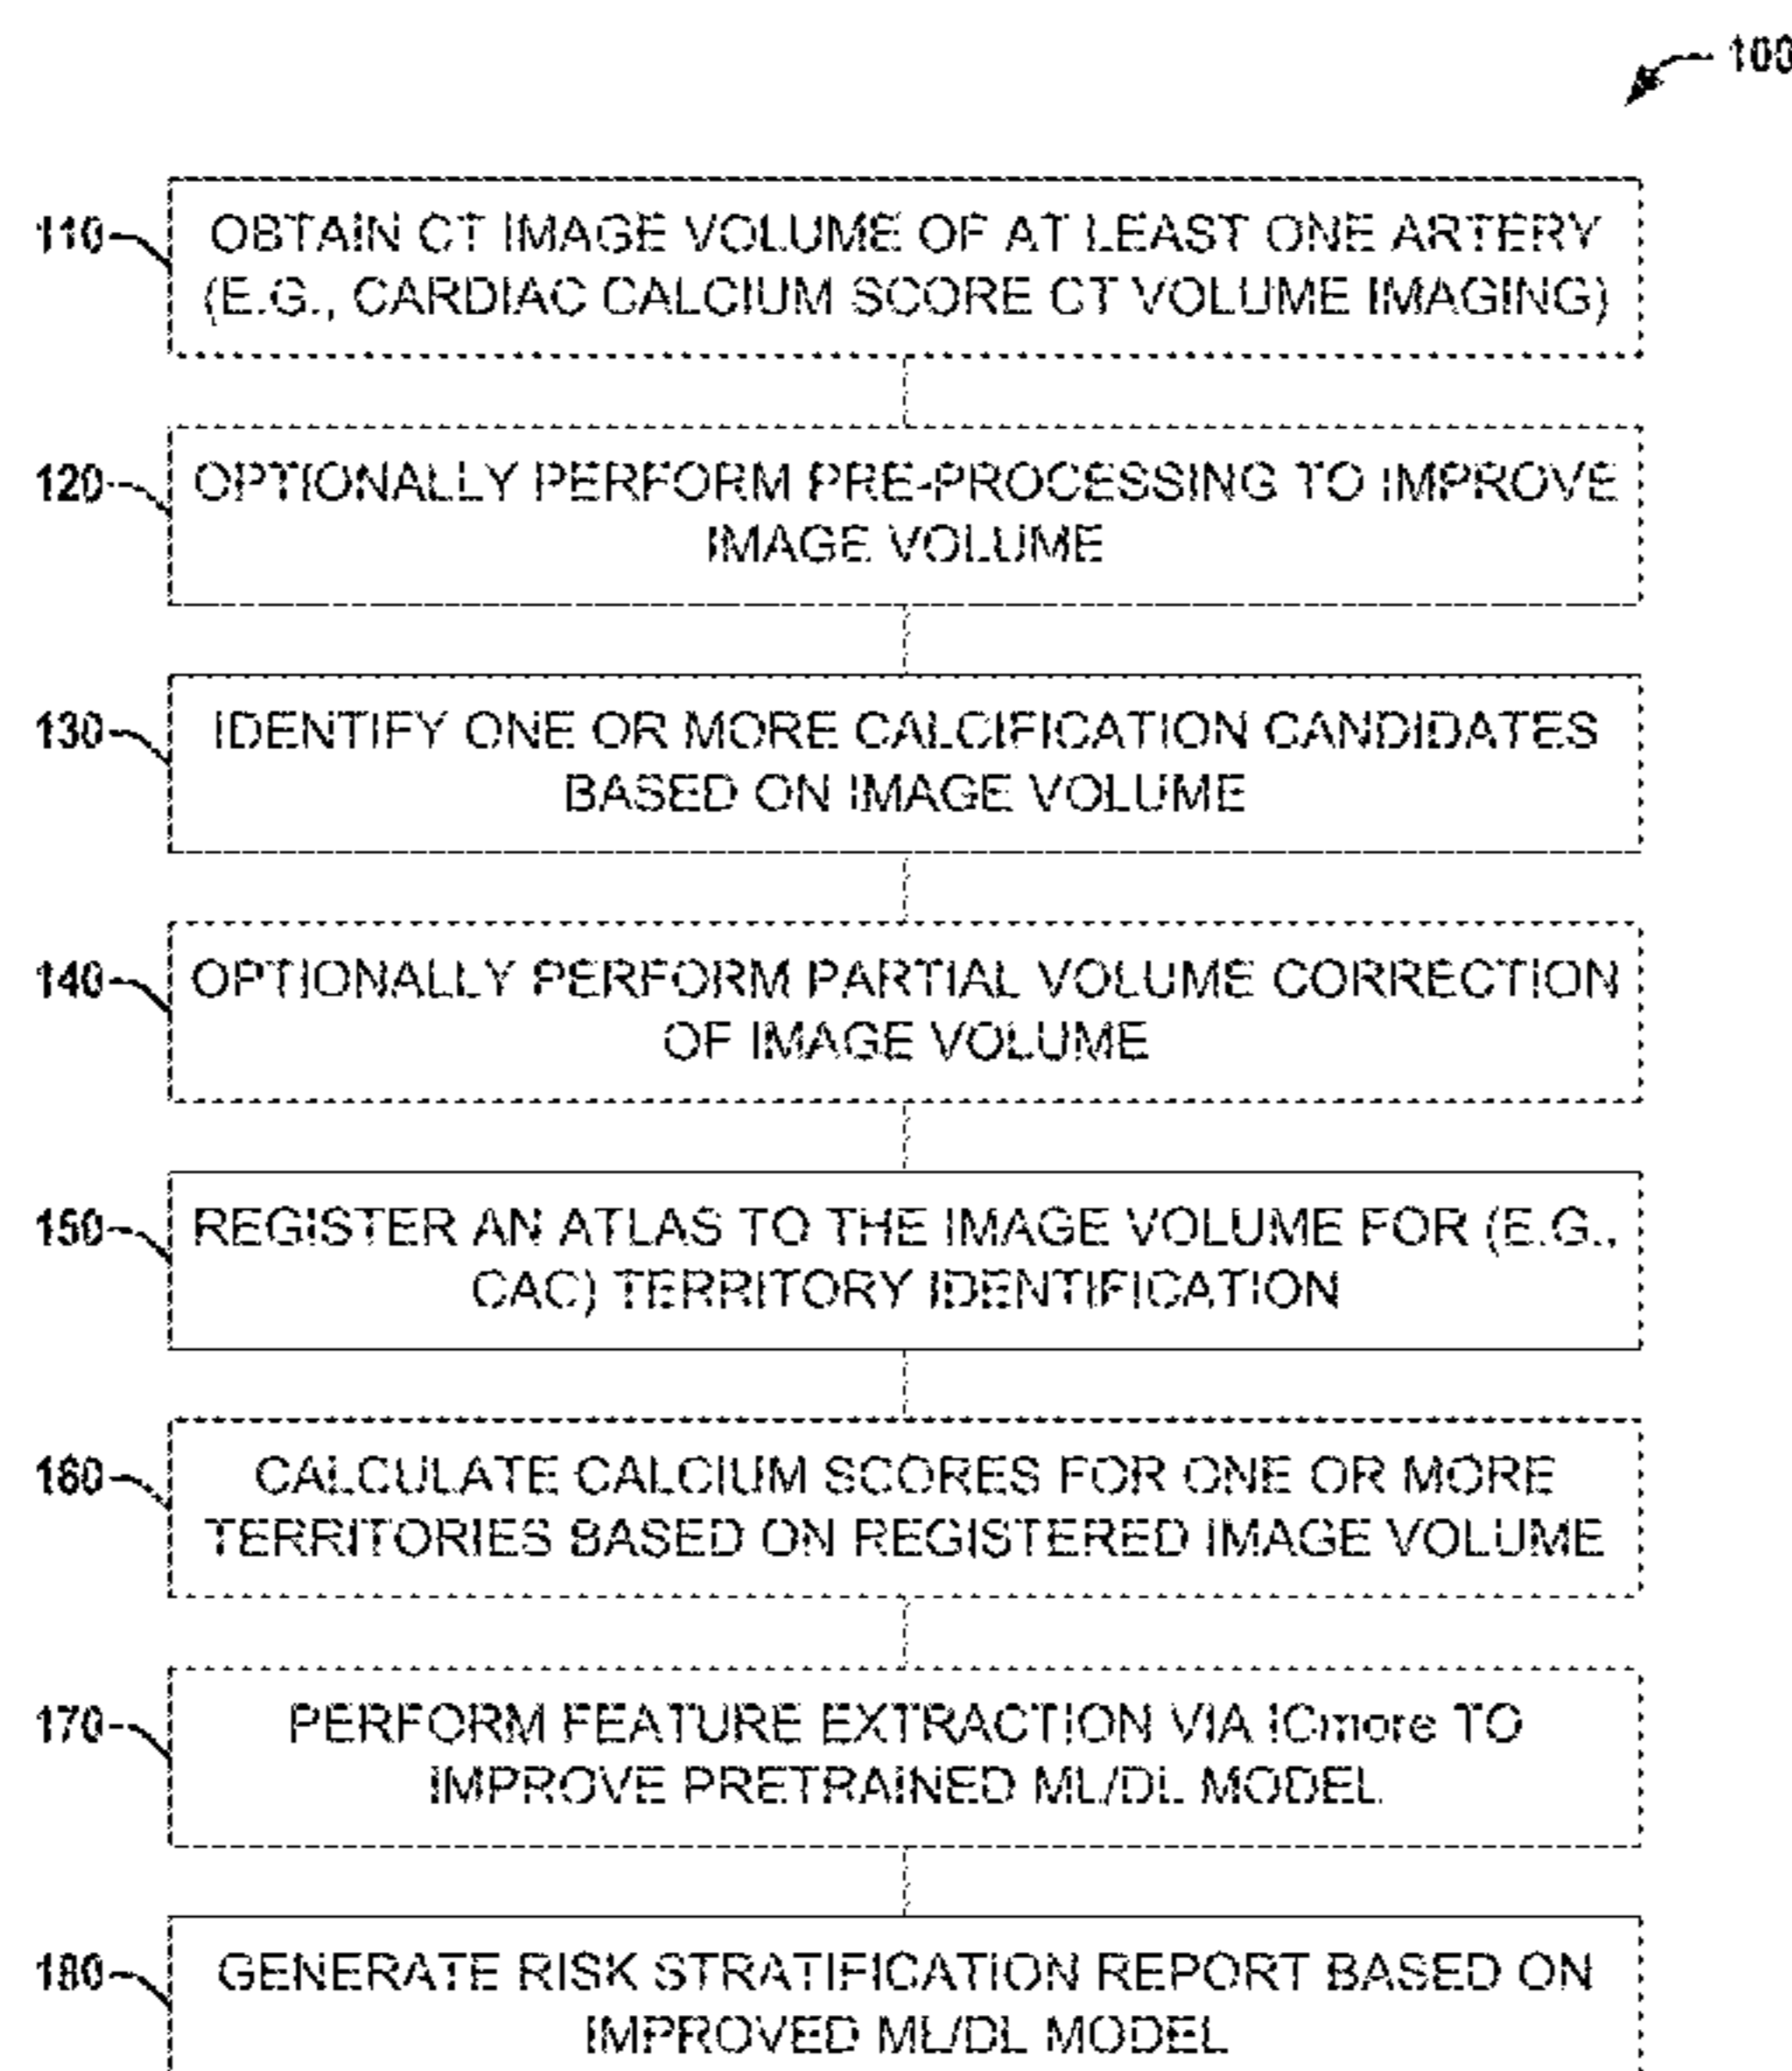 100
110
OBTAIN CT IMAGE VOLUME OF AT LEAST ONE ARTERY
(E.G., CARDIAC CALCIUM SCORE CT VOLUME IMAGING)
120
OPTIONALLY PERFORM PRE-PROCESSING TO IMPROVE
IMAGE VOLUME
130
IDENTIFY ONE OR MORE CALCIFICATION CANDIDATES
BASED ON IMAGE VOLUME
140
OPTIONALLY PERFORM PARTIAL VOLUME CORRECTION
OF IMAGE VOLUME
150
REGISTER AN ATLAS TO THE IMAGE VOLUME FOR (E.G.,
CAC) TERRITORY IDENTIFICATION
160
CALCULATE CALCIUM SCORES FOR ONE OR MORE
TERRITORIES BASED ON REGISTERED IMAGE VOLUME
170
PERFORM FEATURE EXTRACTION VIA ICmore TO
IMPROVE PRETRAINED ML/DL MODEL
180
GENERATE RISK STRATIFICATION REPORT BASED ON
IMPROVED ML/DL MODEL